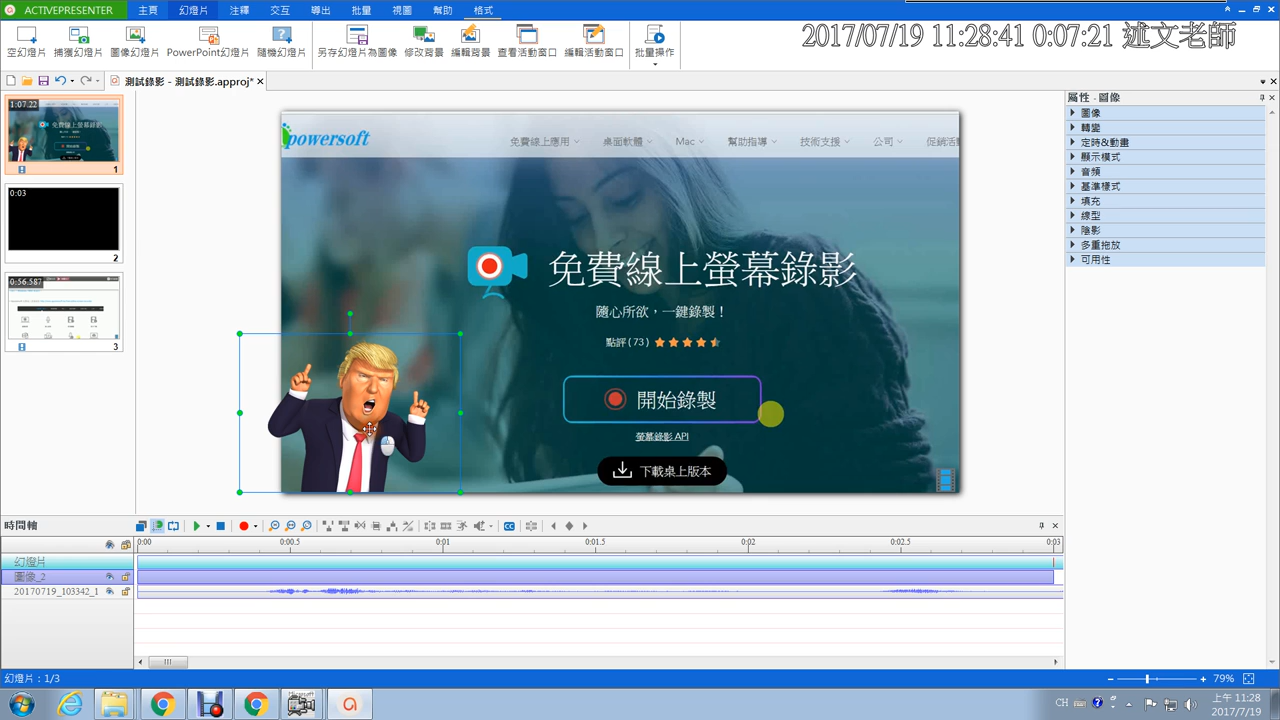 ACTIVEPRESENTER 主頁 幻燈片 注釋 交互 導出 批量 視圖 幫助 格式
空幻燈片 捕獲幻燈片 圖像幻燈片 PowerPoint幻燈片 隨機幻燈片 另存幻燈片為圖像 修改背景 編輯背景 查看活動窗口 編輯活動窗口 批量操作
2017/07/19 11:28:41 0:07:21 述文老師
測試錄影 - 測試錄影.approj*
屬性 - 圖像
圖像
轉變
定時&動畫
顯示模式
音頻
基準樣式
填充
線型
陰影
多重拖放
可用性
1:07.22
1
0:03
2
0:56.587
3
powersoft
免費線上應用 桌面軟體 Mac 幫助指 技術支援 公司 促銷活
免費線上螢幕錄影
隨心所欲，一鍵錄製！
點評 ( 73 )
開始錄製
螢幕錄影 API
下載桌上版本
時間軸
0:00 0:00.5 0:01 0:01.5 0:02 0:02.5 0:03
幻燈片
圖像_2
20170719_103342_1
幻燈片：1/3
79%
CH
上午 11:28
2017/7/19